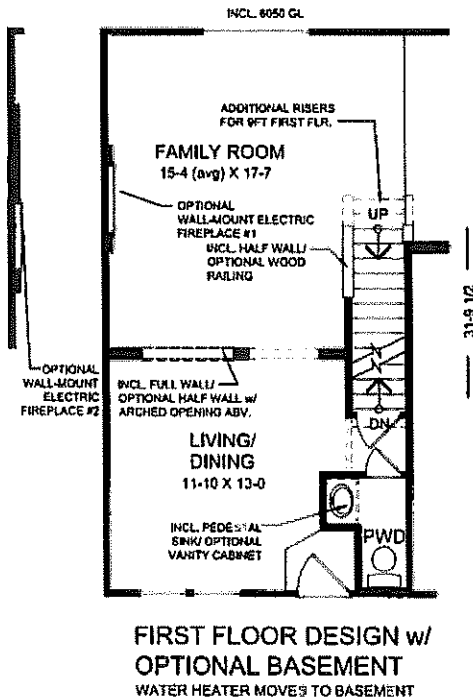 INCL. 6050 GL
ADDITIONAL RISERS
FOR 9FT FIRST FLR.
FAMILY ROOM
15-4 (avg) X 17-7
OPTIONAL
WALL-MOUNT ELECTRIC
FIREPLACE #1
UP
INCL. HALF WALL/
OPTIONAL WOOD
RAILING
31-9 1/2
OPTIONAL
WALL-MOUNT
ELECTRIC
FIREPLACE #2
INCL. FULL WALL/
OPTIONAL HALF WALL w/
ARCHED OPENING ABV.
DN
LIVING/
DINING
11-10 X 13-0
INCL. PEDESTAL
SINK/ OPTIONAL
VANITY CABINET
PWD
FIRST FLOOR DESIGN w/
OPTIONAL BASEMENT
WATER HEATER MOVES TO BASEMENT